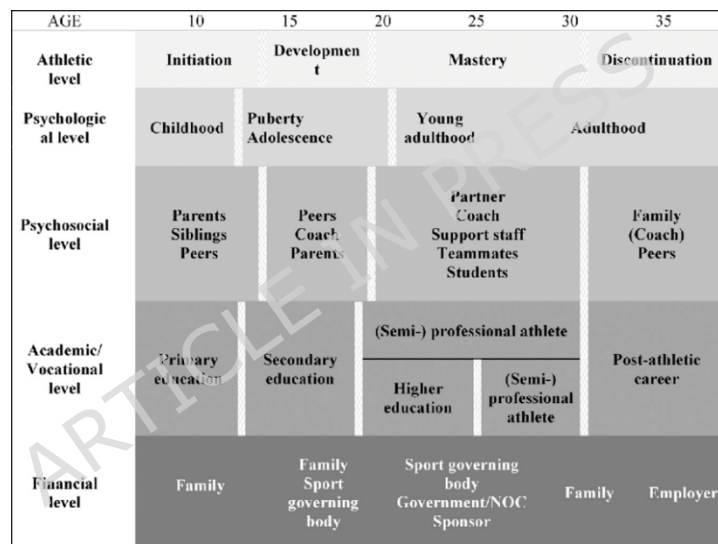 AGE 10 15 20 25 30 35
Athletic
level
Initiation
Developmen
t
Mastery
Discontinuation
Psychologic
al level
Childhood
Puberty
Adolescence
Young
adulthood
Adulthood
Psychosocial
level
Parents
Siblings
Peers
Peers
Coach
Parents
Partner
Coach
Support staff
Teammates
Students
Family
(Coach)
Peers
Academic/
Vocational
level
Primary
education
Secondary
education
(Semi-) professional athlete
Higher
education
(Semi-)
professional
athlete
Post-athletic
career
Financial
level
Family
Family
Sport
governing
body
Sport governing
body
Government/NOC
Sponsor
Family
Employer
ARTICLE IN PRESS